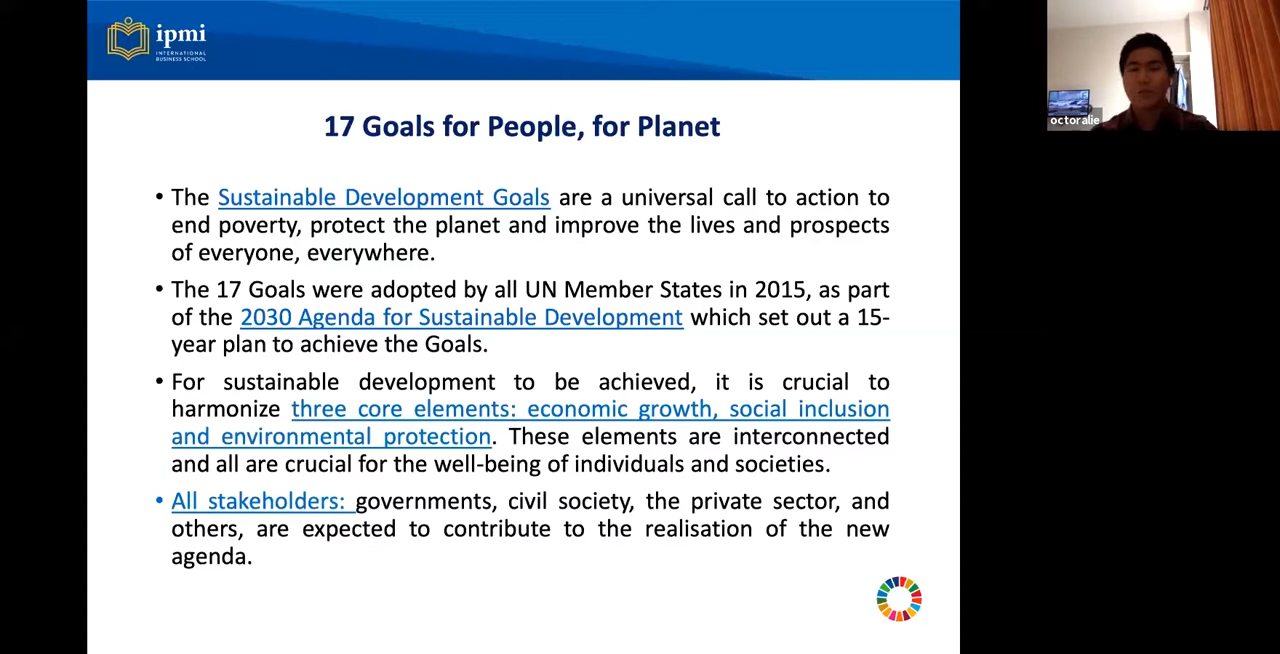 ipmi
INTERNATIONAL
BUSINESS SCHOOL
octoralie
17 Goals for People, for Planet
• The Sustainable Development Goals are a universal call to action to
end poverty, protect the planet and improve the lives and prospects
of everyone, everywhere.
• The 17 Goals were adopted by all UN Member States in 2015, as part
of the 2030 Agenda for Sustainable Development which set out a 15-
year plan to achieve the Goals.
• For sustainable development to be achieved, it is crucial to
harmonize three core elements: economic growth, social inclusion
and environmental protection. These elements are interconnected
and all are crucial for the well-being of individuals and societies.
• All stakeholders: governments, civil society, the private sector, and
others, are expected to contribute to the realisation of the new
agenda.